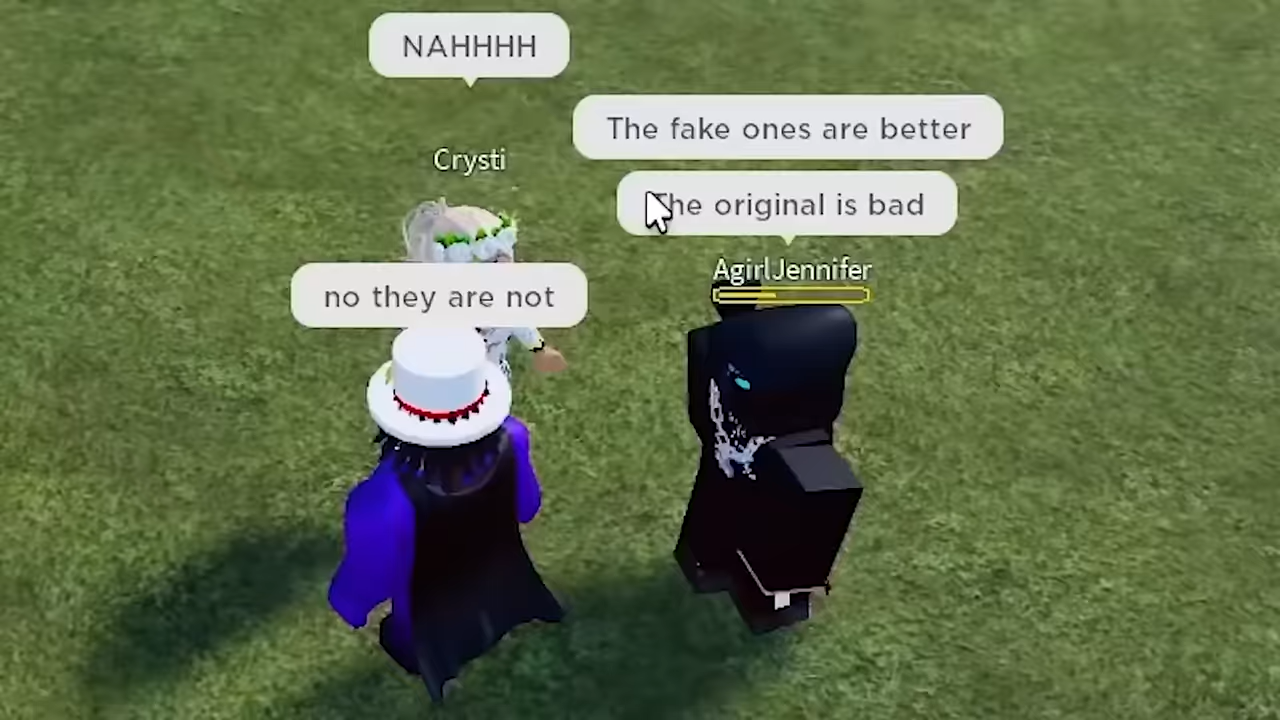 NAHHHH
The fake ones are better
Crysti
The original is bad
AgirlJennifer
no they are not